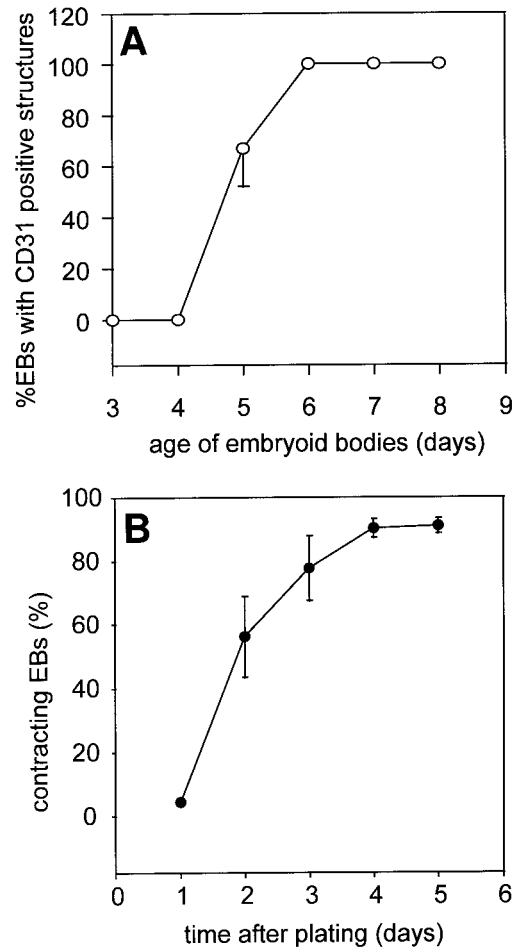 A
%EBs with CD31 positive structures
120
100
80
60
40
20
0
3 4 5 6 7 8 9
age of embryoid bodies (days)
B
contracting EBs (%)
100
80
60
40
20
0
0 1 2 3 4 5 6
time after plating (days)